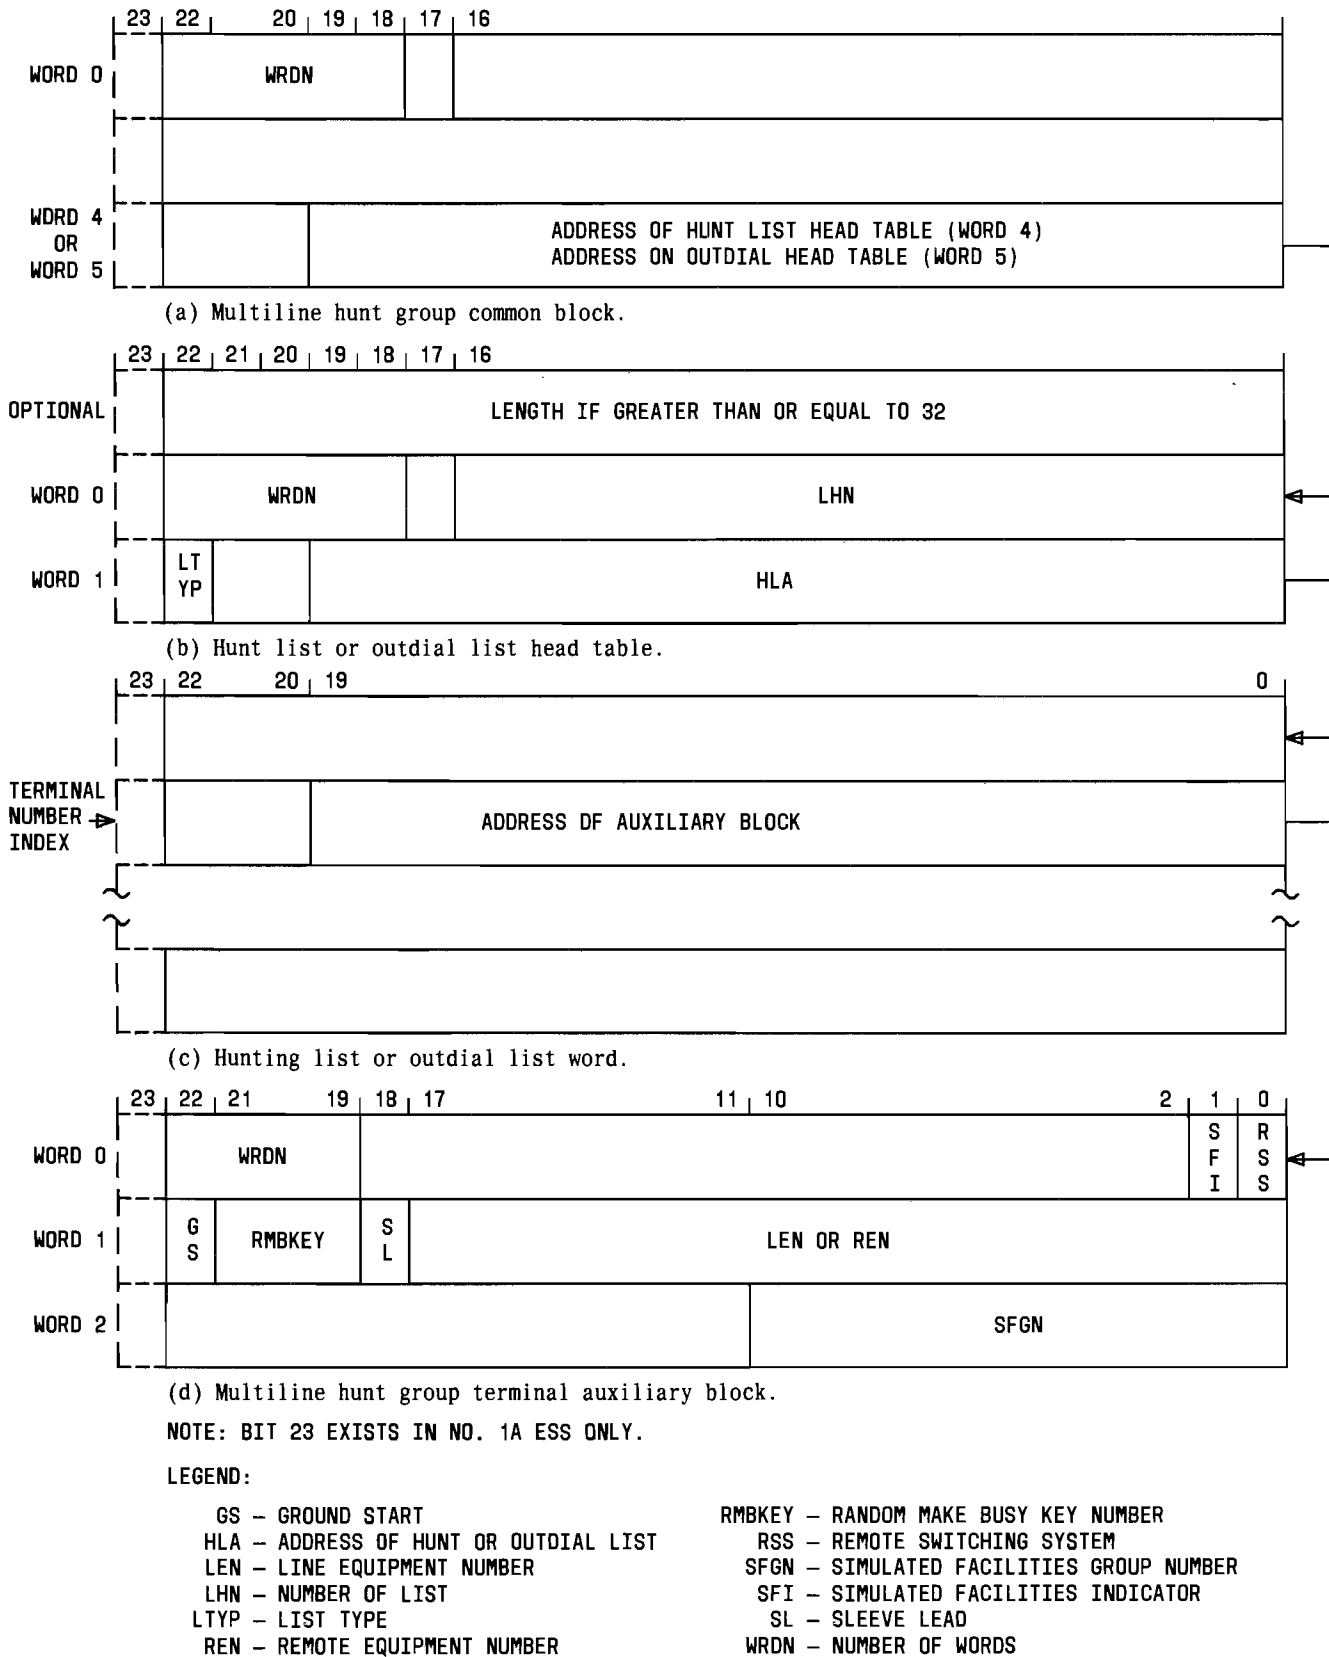 23 22 20 19 18 17 16
WORD 0 WRDN
WDRD 4
OR
WORD 5
ADDRESS OF HUNT LIST HEAD TABLE (WORD 4)
ADDRESS ON OUTDIAL HEAD TABLE (WORD 5)
(a) Multiline hunt group common block.
23 22 21 20 19 18 17 16
OPTIONAL LENGTH IF GREATER THAN OR EQUAL TO 32
WORD 0 WRDN LHN
WORD 1 LT
YP
HLA
(b) Hunt list or outdial list head table.
23 22 20 19 0
TERMINAL
NUMBER
INDEX
ADDRESS DF AUXILIARY BLOCK
(c) Hunting list or outdial list word.
23 22 21 19 18 17 11 10 2 1 0
WORD 0 WRDN
S
F
I
R
S
S
WORD 1
G
S
RMBKEY
S
L
LEN OR REN
WORD 2 SFGN
(d) Multiline hunt group terminal auxiliary block.
NOTE: BIT 23 EXISTS IN NO. 1A ESS ONLY.
LEGEND:
GS – GROUND START
HLA – ADDRESS OF HUNT OR OUTDIAL LIST
LEN – LINE EQUIPMENT NUMBER
LHN – NUMBER OF LIST
LTYP – LIST TYPE
REN – REMOTE EQUIPMENT NUMBER
RMBKEY – RANDOM MAKE BUSY KEY NUMBER
RSS – REMOTE SWITCHING SYSTEM
SFGN – SIMULATED FACILITIES GROUP NUMBER
SFI – SIMULATED FACILITIES INDICATOR
SL – SLEEVE LEAD
WRDN – NUMBER OF WORDS